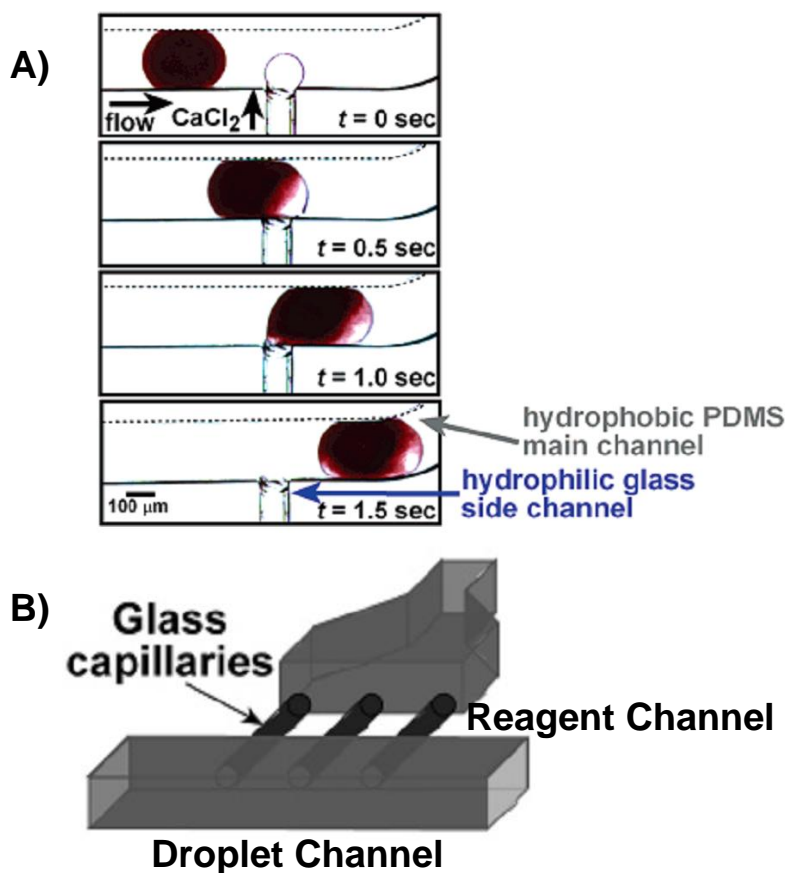 A)
flow CaCl₂ t = 0 sec
t = 0.5 sec
t = 1.0 sec
hydrophobic PDMS
main channel
hydrophilic glass
side channel
100 µm t = 1.5 sec
B)
Glass
capillaries
Reagent Channel
Droplet Channel